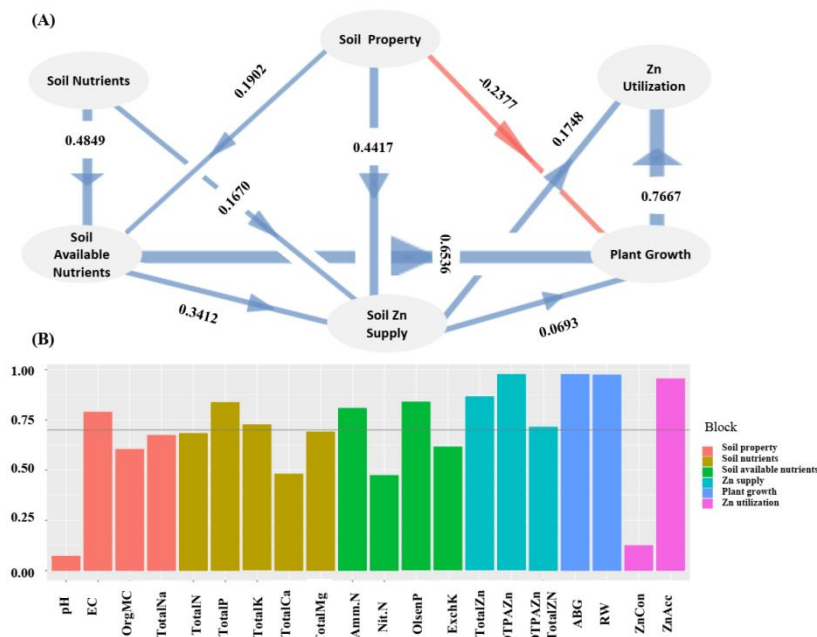 (A)
Soil Property
Soil Nutrients
Zn
Utilization
0.1902
-0.2377
0.1748
0.4849
0.4417
0.1670
0.7667
Soil
Available
Nutrients
0.6536
Plant Growth
0.3412
Soil Zn
Supply
0.0693
(B)
1.00
0.75
0.50
0.25
0.00
Block
Soil property
Soil nutrients
Soil available nutrients
Zn supply
Plant growth
Zn utilization
pH
EC
OrgMC
TotalNa
TotalN
TotalP
TotalK
TotalCa
TotalMg
Amm.N
Nit.N
OlsenP
ExchK
TotalZn
DTPAZn
DTPAZn
TotalZN
ABG
RW
ZnCon
ZnAcc